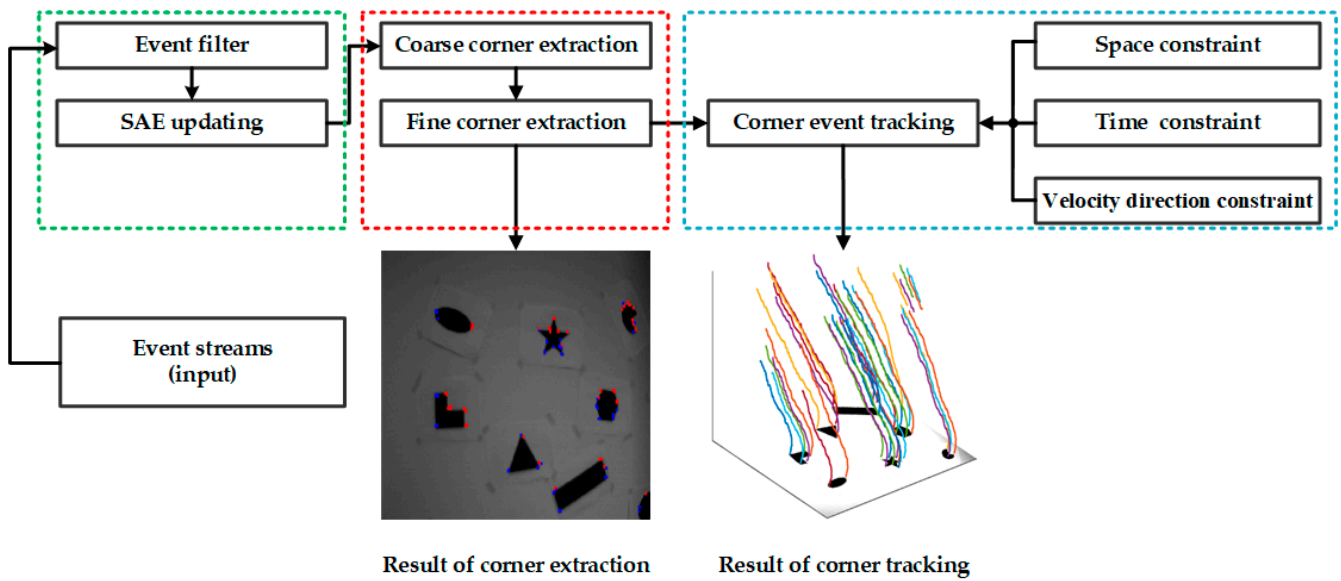 Event filter
SAE updating
Coarse corner extraction
Fine corner extraction
Corner event tracking
Space constraint
Time constraint
Velocity direction constraint
Event streams
(input)
Result of corner extraction
Result of corner tracking